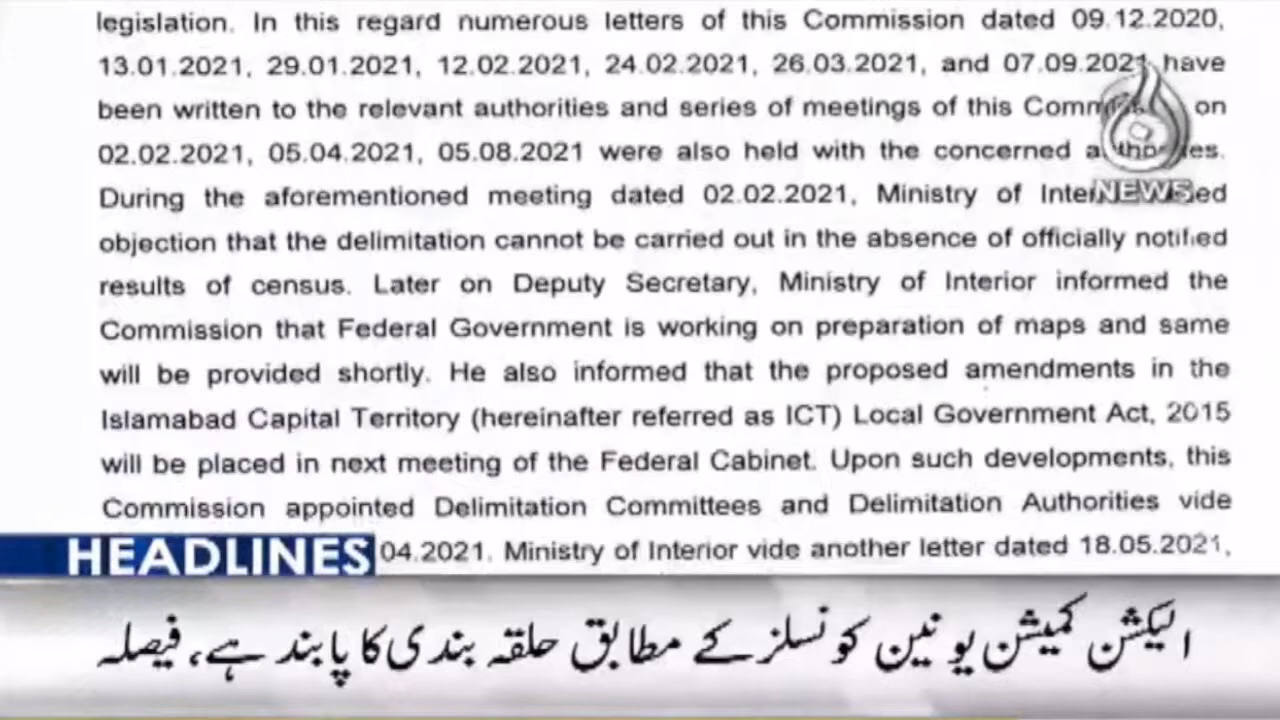 legislation. In this regard numerous letters of this Commission dated 09.12.2020,
13.01.2021, 29.01.2021, 12.02.2021, 24.02.2021, 26.03.2021, and 07.09.2021 have
been written to the relevant authorities and series of meetings of this on
02.02.2021, 05.04.2021, 05.08.2021 were also held with the concerned
During the aforementioned meeting dated 02.02.2021, Ministry of
objection that the delimitation cannot be carried out in the absence of officially notified
results of census. Later on Deputy Secretary, Ministry of Interior informed the
Commission that Federal Government is working on preparation of maps and same
will be provided shortly. He also informed that the proposed amendments in the
Islamabad Capital Territory (hereinafter referred as ICT) Local Government Act, 2015
will be placed in next meeting of the Federal Cabinet. Upon such developments, this
Commission appointed Delimitation Committees and Delimitation Authorities vide
04.2021. Ministry of Interior vide another letter dated 18.05.2021,
NEWS
HEADLINES
الیکشن کمیشن یونین کونسلز کے مطابق حلقہ بندی کا پابند ہے، فیصلہ